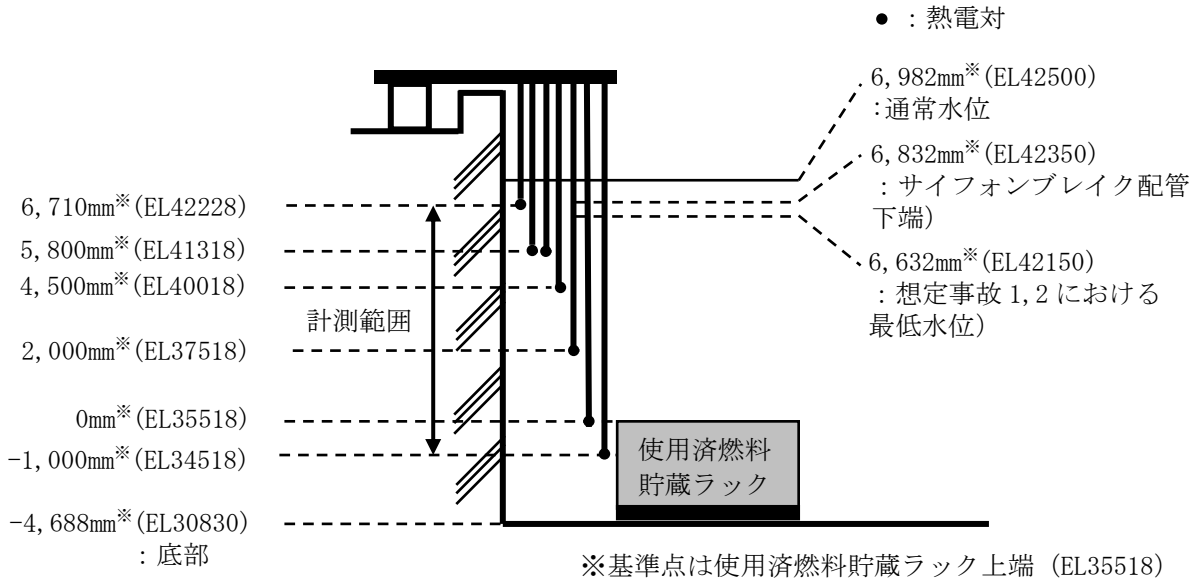 ● : 熱電対
6,982mm※(EL42500)
:通常水位
6,832mm※(EL42350)
: サイフォンブレイク配管
下端)
6,632mm※(EL42150)
: 想定事故 1,2 における
最低水位)
6,710mm※(EL42228)
5,800mm※(EL41318)
4,500mm※(EL40018)
計測範囲
2,000mm※(EL37518)
0mm※(EL35518)
-1,000mm※(EL34518)
使用済燃料
貯蔵ラック
-4,688mm※(EL30830)
: 底部
※基準点は使用済燃料貯蔵ラック上端 (EL35518)